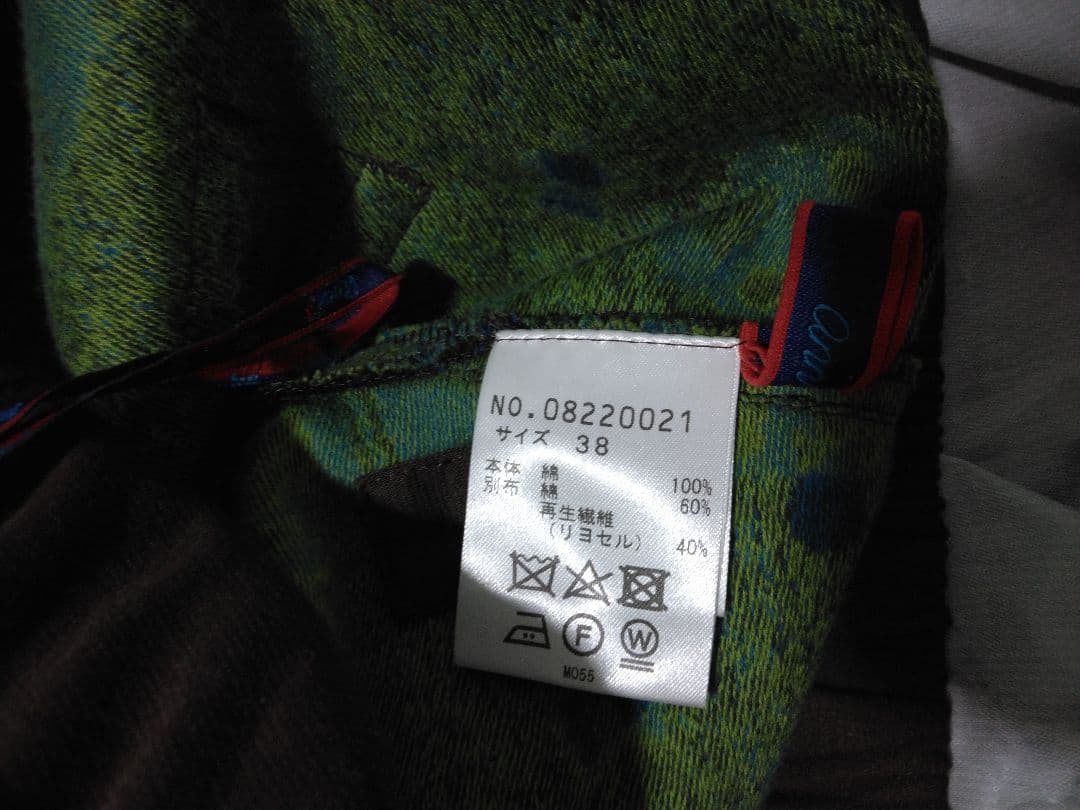 NO.08220021
サイズ 38
本体 綿 100%
別布 綿 60%
再生繊維
(リヨセル) 40%
F W
M055